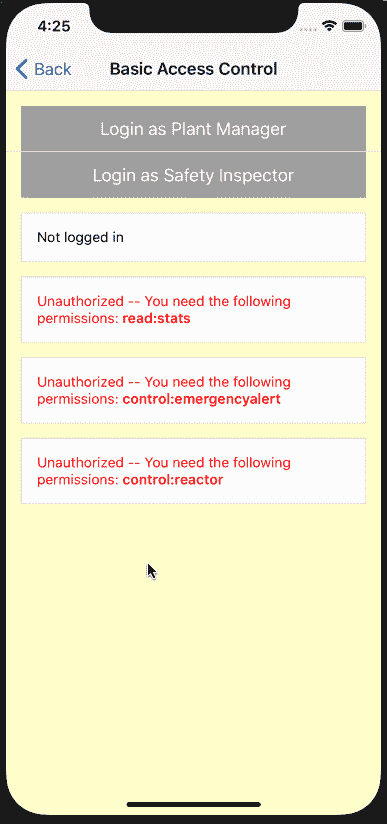 4:25
Back
Basic Access Control
Login as Plant Manager
Login as Safety Inspector
Not logged in
Unauthorized -- You need the following
permissions: read:stats
Unauthorized -- You need the following
permissions: control:emergencyalert
Unauthorized -- You need the following
permissions: control:reactor